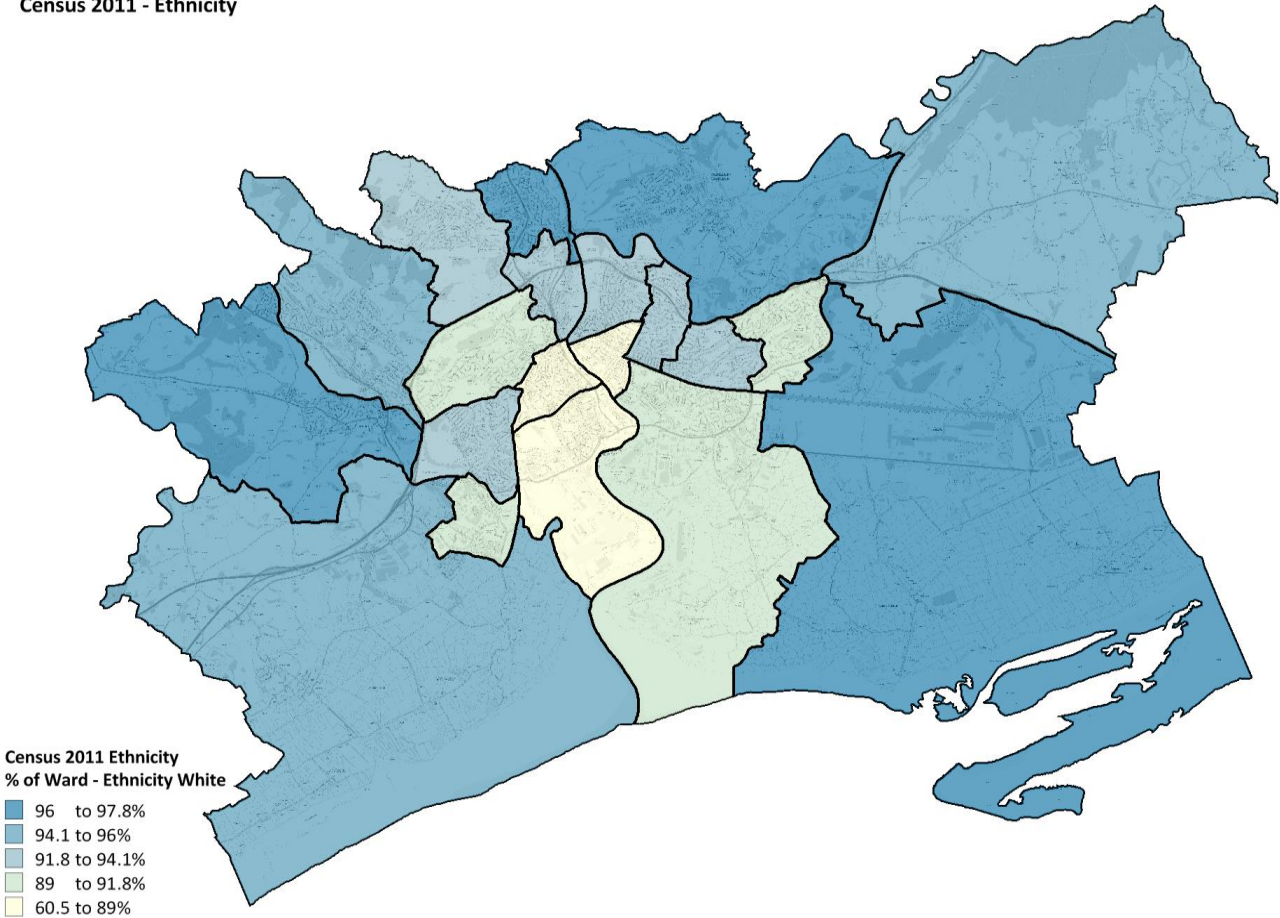 Census 2011 - Ethnicity
Census 2011 Ethnicity
% of Ward - Ethnicity White
96 to 97.8%
94.1 to 96%
91.8 to 94.1%
89 to 91.8%
60.5 to 89%